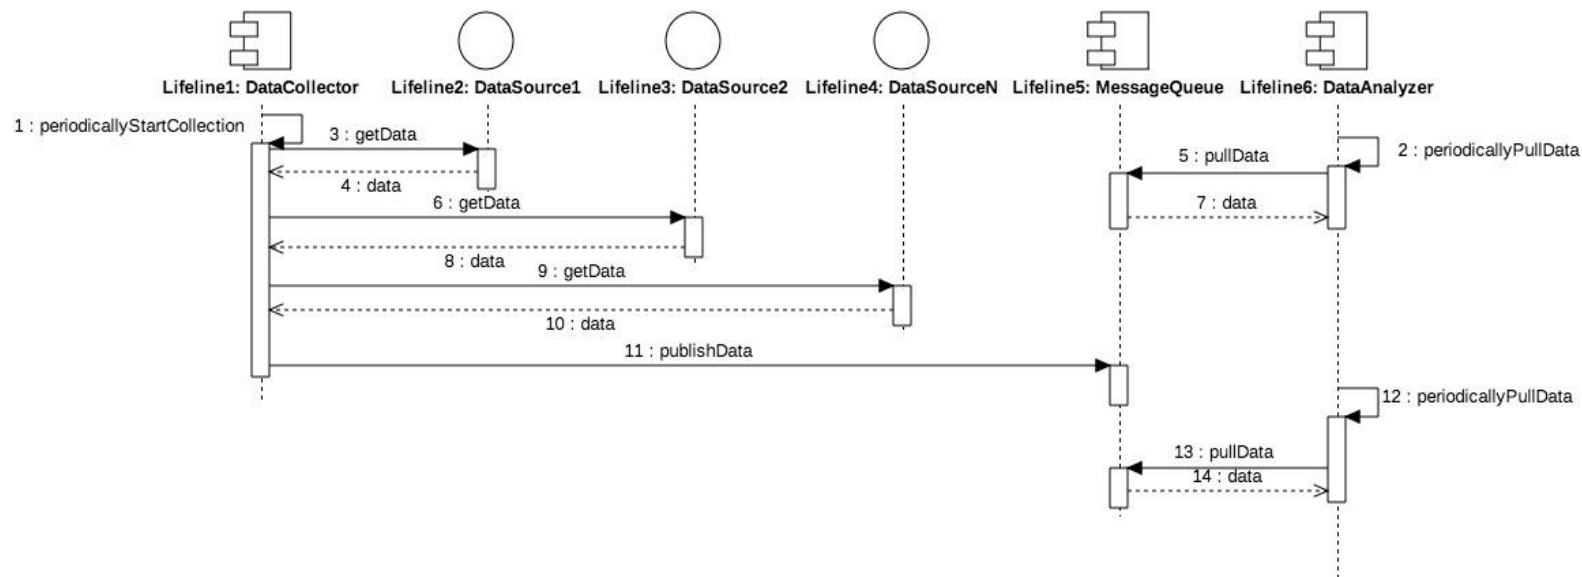 Lifeline1: DataCollector
Lifeline2: DataSource1
Lifeline3: DataSource2
Lifeline4: DataSourceN
Lifeline5: MessageQueue
Lifeline6: DataAnalyzer
1 : periodicallyStartCollection
3 : getData
2 : periodicallyPullData
5 : pullData
4 : data
6 : getData
7 : data
8 : data
9 : getData
10 : data
11 : publishData
12 : periodicallyPullData
13 : pullData
14 : data